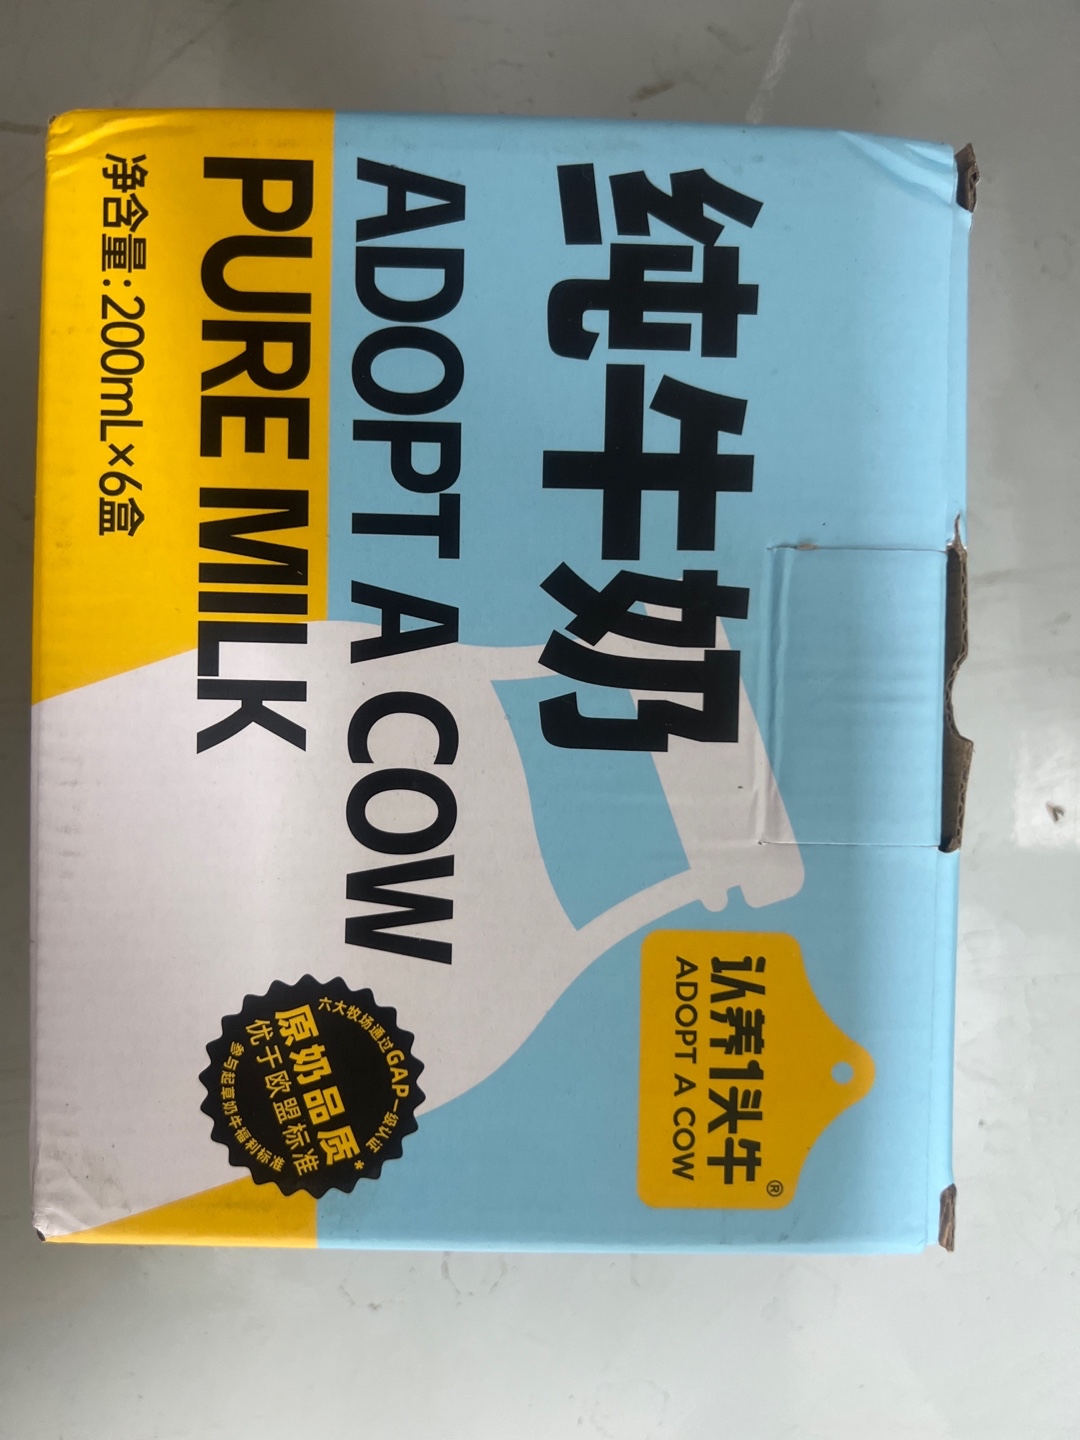 纯牛奶
认养1头牛®
ADOPT A COW
ADOPT A COW
PURE MILK
净含量:200mL×6盒
六大牧场通过GAP一级认证
原奶品质*
优于欧盟标准
参与起草奶牛福利标准